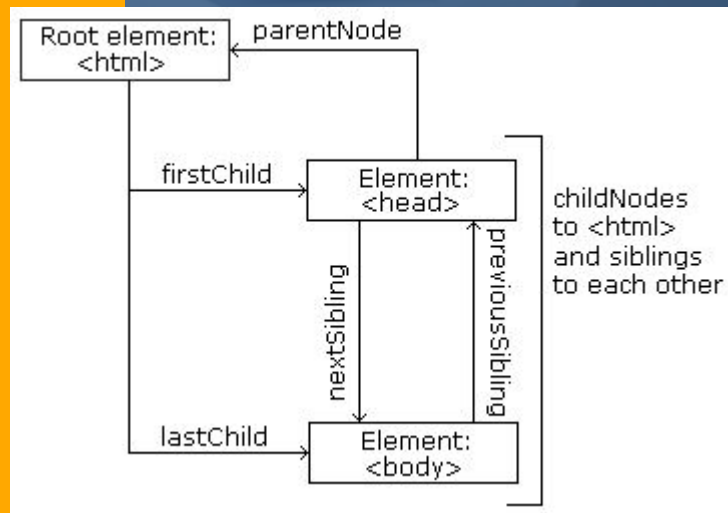 Root element:
<html>
parentNode
firstChild
Element:
<head>
childNodes
to <html>
and siblings
to each other
nextSibling
previousSibling
lastChild
Element:
<body>